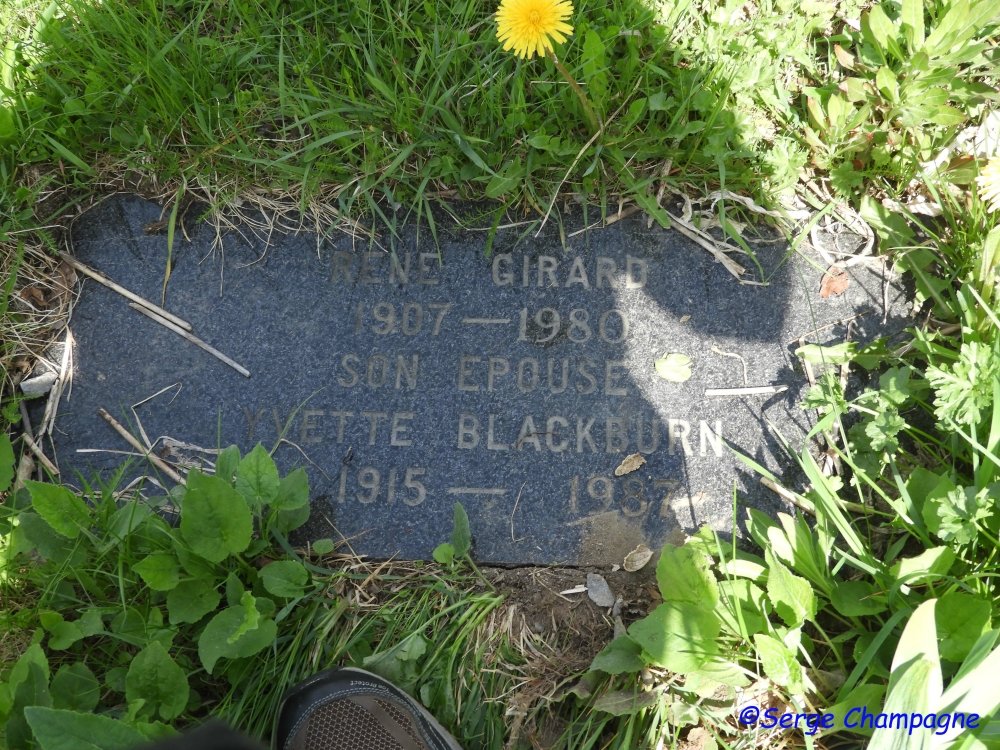 RENE GIRARD
1907 — 1980
SON EPOUSE
YVETTE BLACKBURN
1915 — 1987
©Serge Champagne